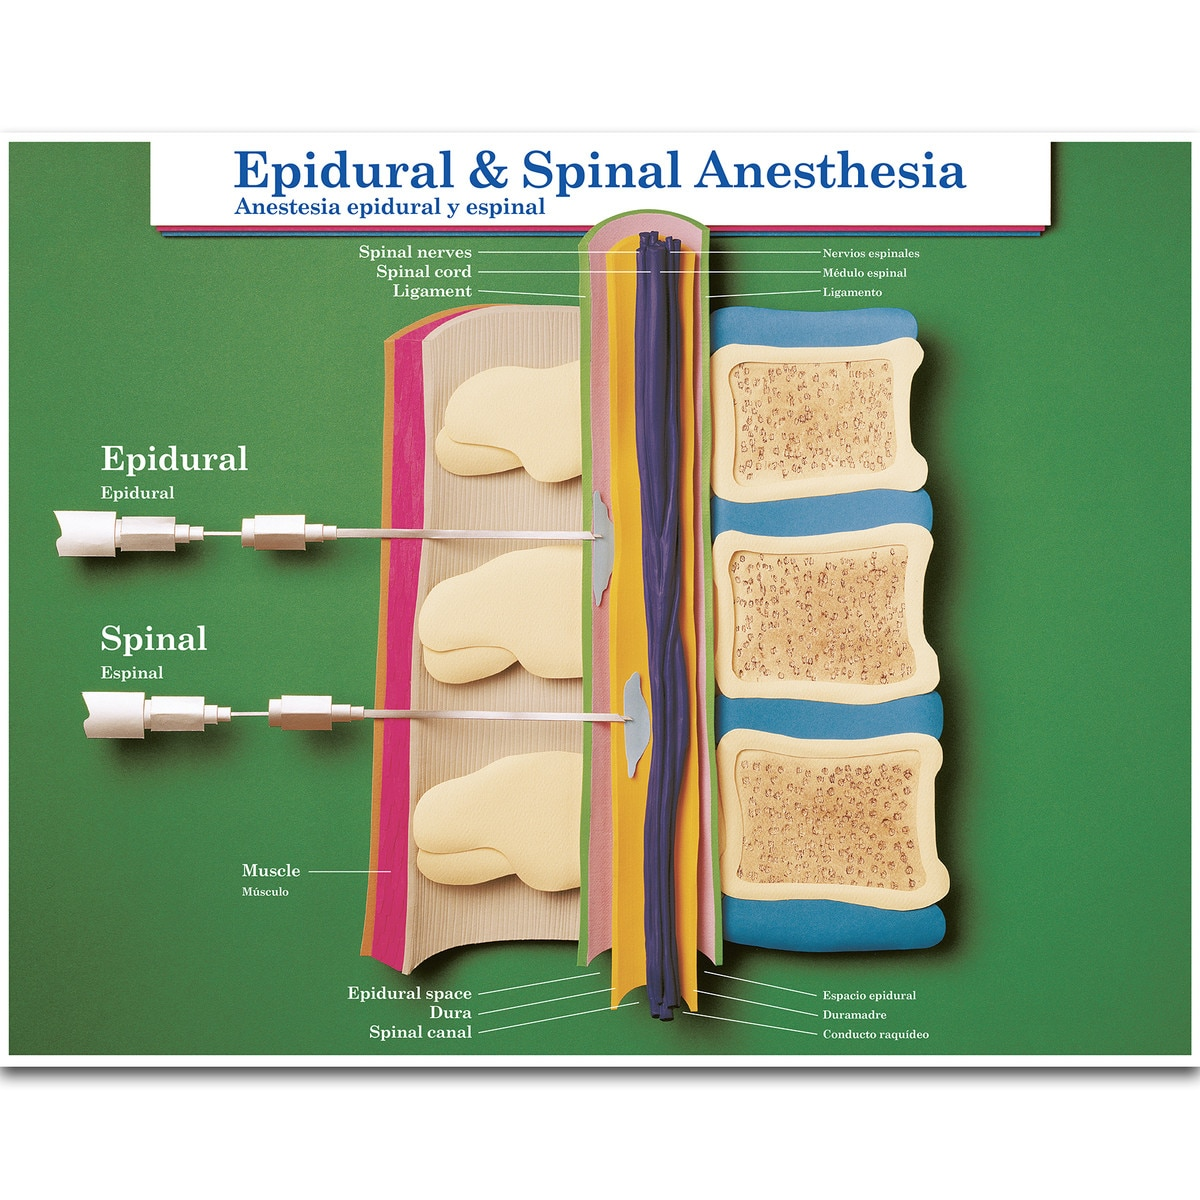 Epidural & Spinal Anesthesia
Anestesia epidural y espinal
Spinal nerves
Nervios espinales
Spinal cord
Médulo espinal
Ligament
Ligamento
Epidural
Epidural
Spinal
Espinal
Muscle
Músculo
Epidural space
Espacio epidural
Dura
Duramadre
Spinal canal
Conducto raquídeo